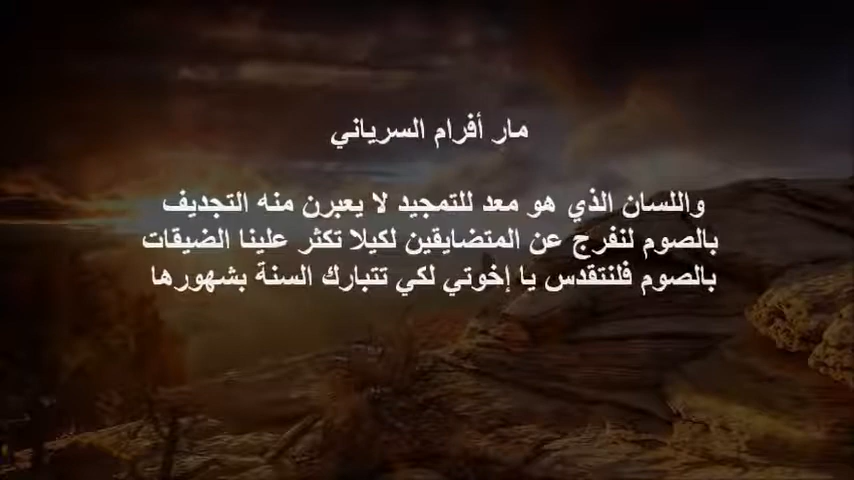 مار أفرام السرياني
واللسان الذي هو معد للتمجيد لا يعبرن منه التجديف
بالصوم لنفرج عن المتضايقين لكيلا تكثر علينا الضيقات
بالصوم فلنتقدس يا إخوتي لكي تتبارك السنة بشهورها